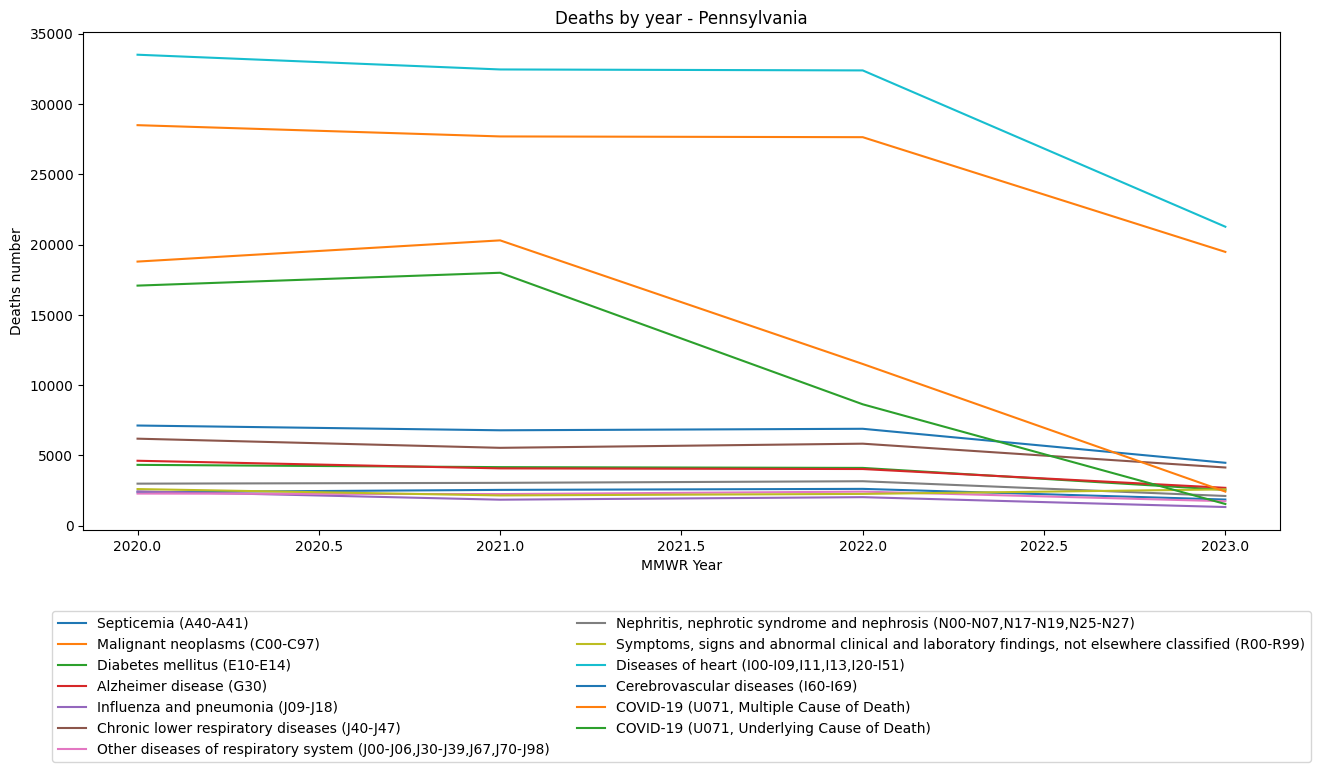 Deaths by year - Pennsylvania
35000
30000
25000
20000
15000
10000
5000
0
Deaths number
2020.0 2020.5 2021.0 2021.5 2022.0 2022.5 2023.0
MMWR Year
Septicemia (A40-A41)
Malignant neoplasms (C00-C97)
Diabetes mellitus (E10-E14)
Alzheimer disease (G30)
Influenza and pneumonia (J09-J18)
Chronic lower respiratory diseases (J40-J47)
Other diseases of respiratory system (J00-J06,J30-J39,J67,J70-J98)
Nephritis, nephrotic syndrome and nephrosis (N00-N07,N17-N19,N25-N27)
Symptoms, signs and abnormal clinical and laboratory findings, not elsewhere classified (R00-R99)
Diseases of heart (I00-I09,I11,I13,I20-I51)
Cerebrovascular diseases (I60-I69)
COVID-19 (U071, Multiple Cause of Death)
COVID-19 (U071, Underlying Cause of Death)